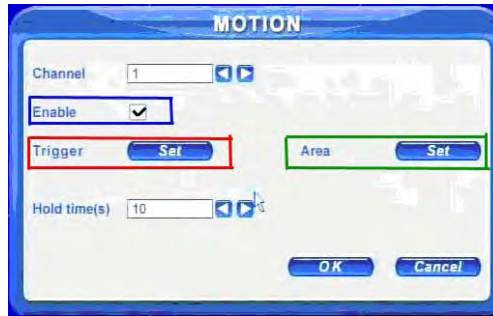 MOTION
Channel 1
Enable
Trigger Set Area Set
Hold time(s) 10
OK Cancel